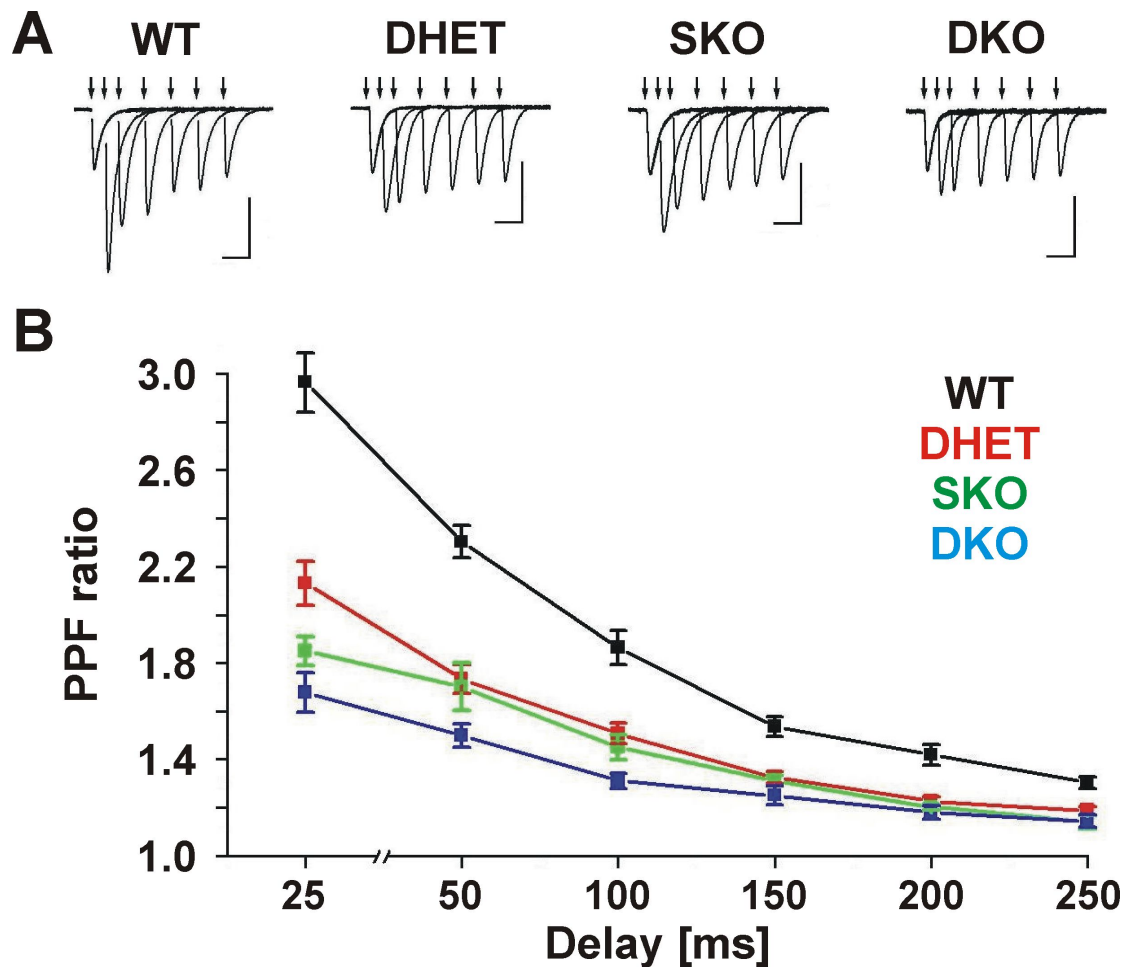 A
WT DHET SKO DKO
B
3.0
2.6
2.2
1.8
1.4
1.0
PPF ratio
WT
DHET
SKO
DKO
25 50 100 150 200 250
Delay [ms]